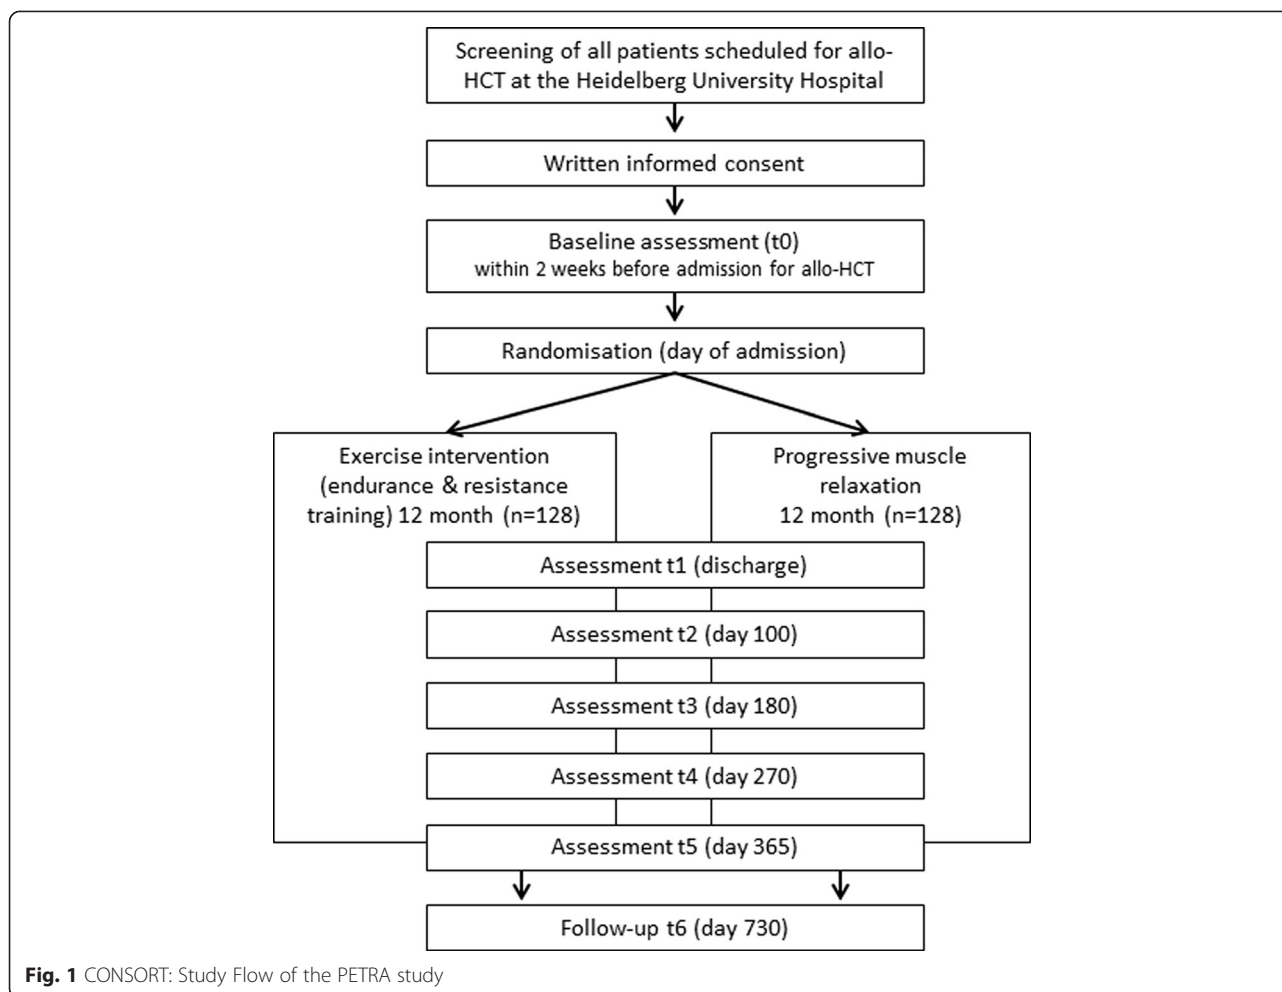 Screening of all patients scheduled for allo-
HCT at the Heidelberg University Hospital
Written informed consent
Baseline assessment (t0)
within 2 weeks before admission for allo-HCT
Randomisation (day of admission)
Exercise intervention
(endurance & resistance
training) 12 month (n=128)
Progressive muscle
relaxation
12 month (n=128)
Assessment t1 (discharge)
Assessment t2 (day 100)
Assessment t3 (day 180)
Assessment t4 (day 270)
Assessment t5 (day 365)
Follow-up t6 (day 730)
Fig. 1 CONSORT: Study Flow of the PETRA study